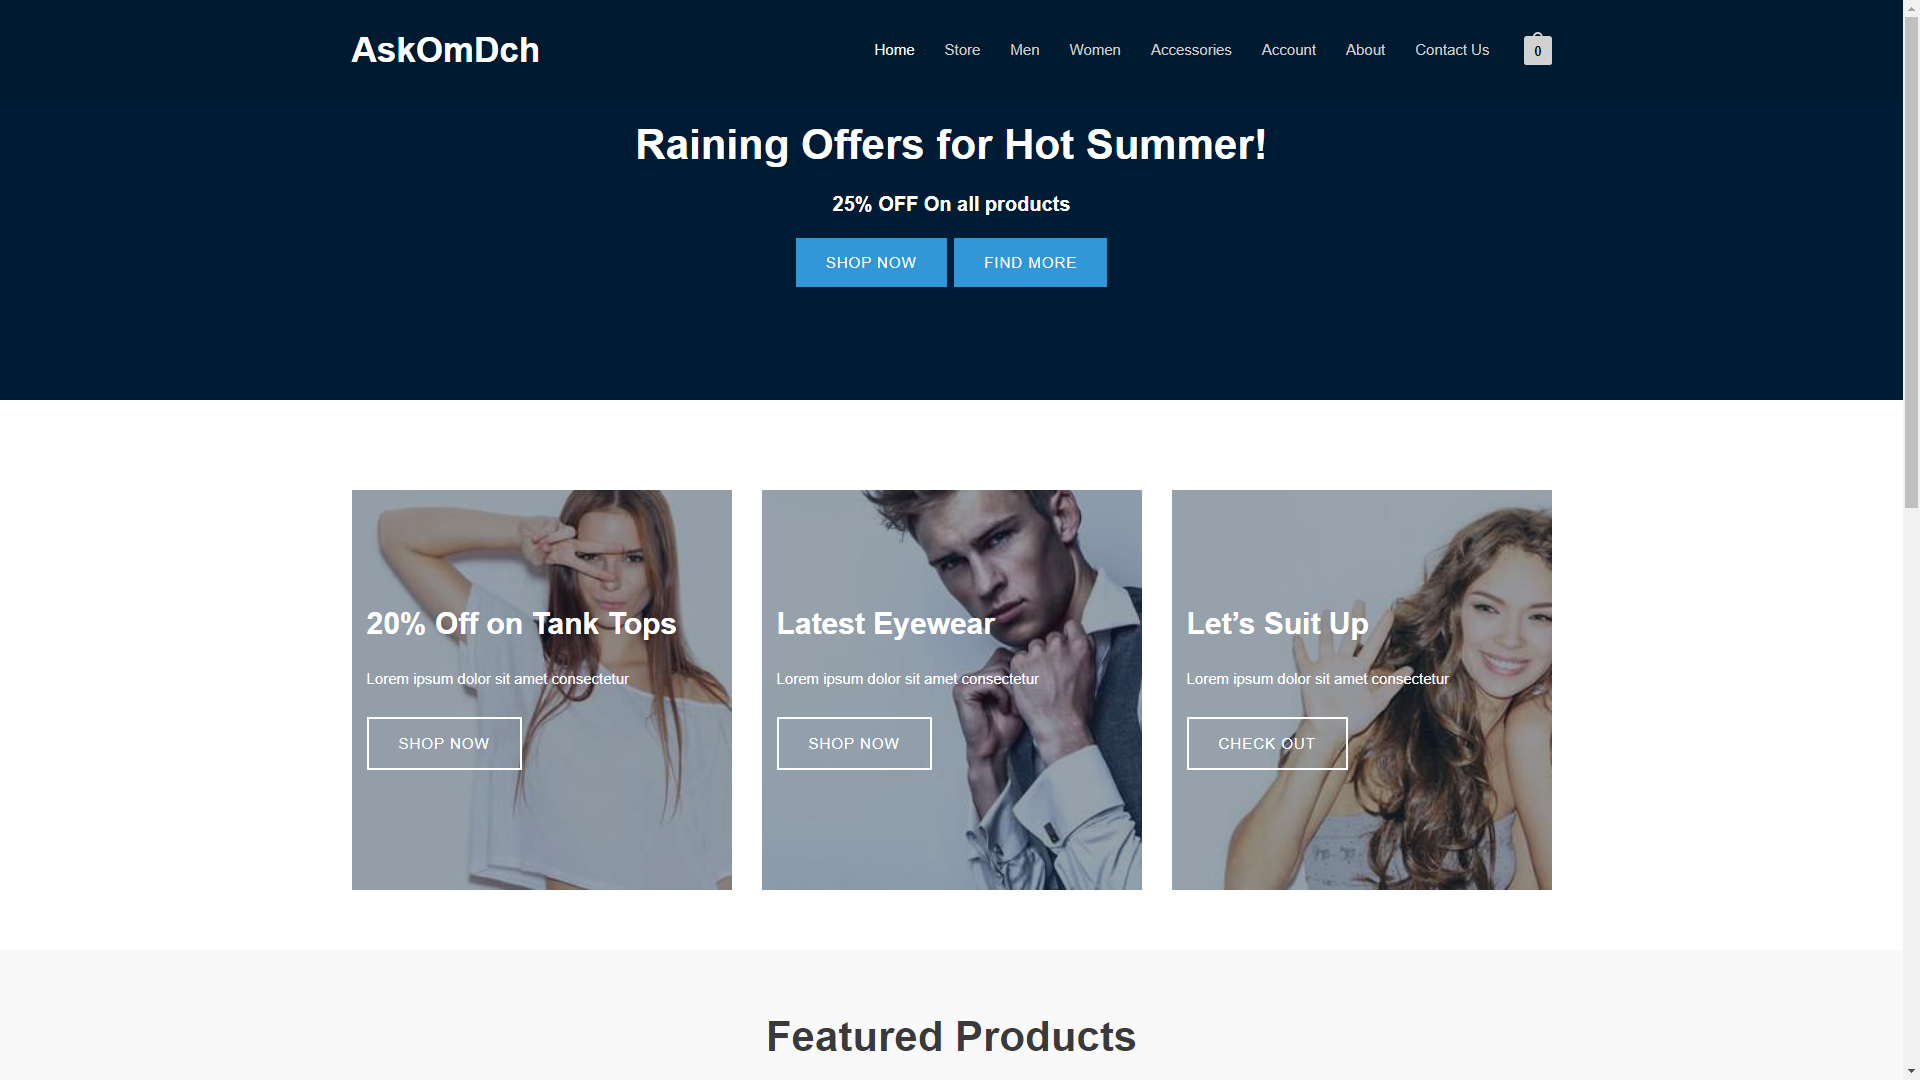 AskOmDch
Home Store Men Women Accessories Account About Contact Us 0
Raining Offers for Hot Summer!
25% OFF On all products
SHOP NOW FIND MORE
20% Off on Tank Tops
Lorem ipsum dolor sit amet consectetur
SHOP NOW
Latest Eyewear
Lorem ipsum dolor sit amet consectetur
SHOP NOW
Let’s Suit Up
Lorem ipsum dolor sit amet consectetur
CHECK OUT
Featured Products